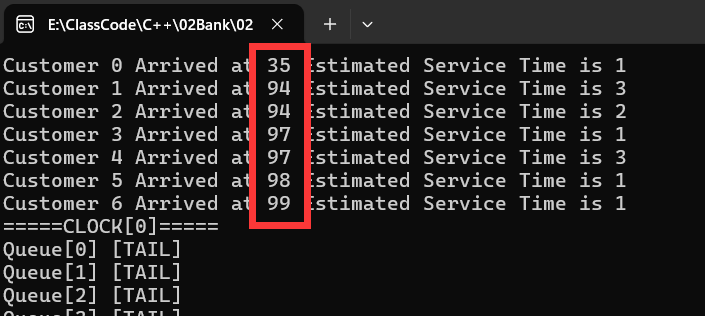 E:\ClassCode\C++\02Bank\02
Customer 0 Arrived at 35 Estimated Service Time is 1
Customer 1 Arrived at 94 Estimated Service Time is 3
Customer 2 Arrived at 94 Estimated Service Time is 2
Customer 3 Arrived at 97 Estimated Service Time is 1
Customer 4 Arrived at 97 Estimated Service Time is 3
Customer 5 Arrived at 98 Estimated Service Time is 1
Customer 6 Arrived at 99 Estimated Service Time is 1
=====CLOCK[0]=====
Queue[0] [TAIL]
Queue[1] [TAIL]
Queue[2] [TAIL]
Queue[3] [TAIL]